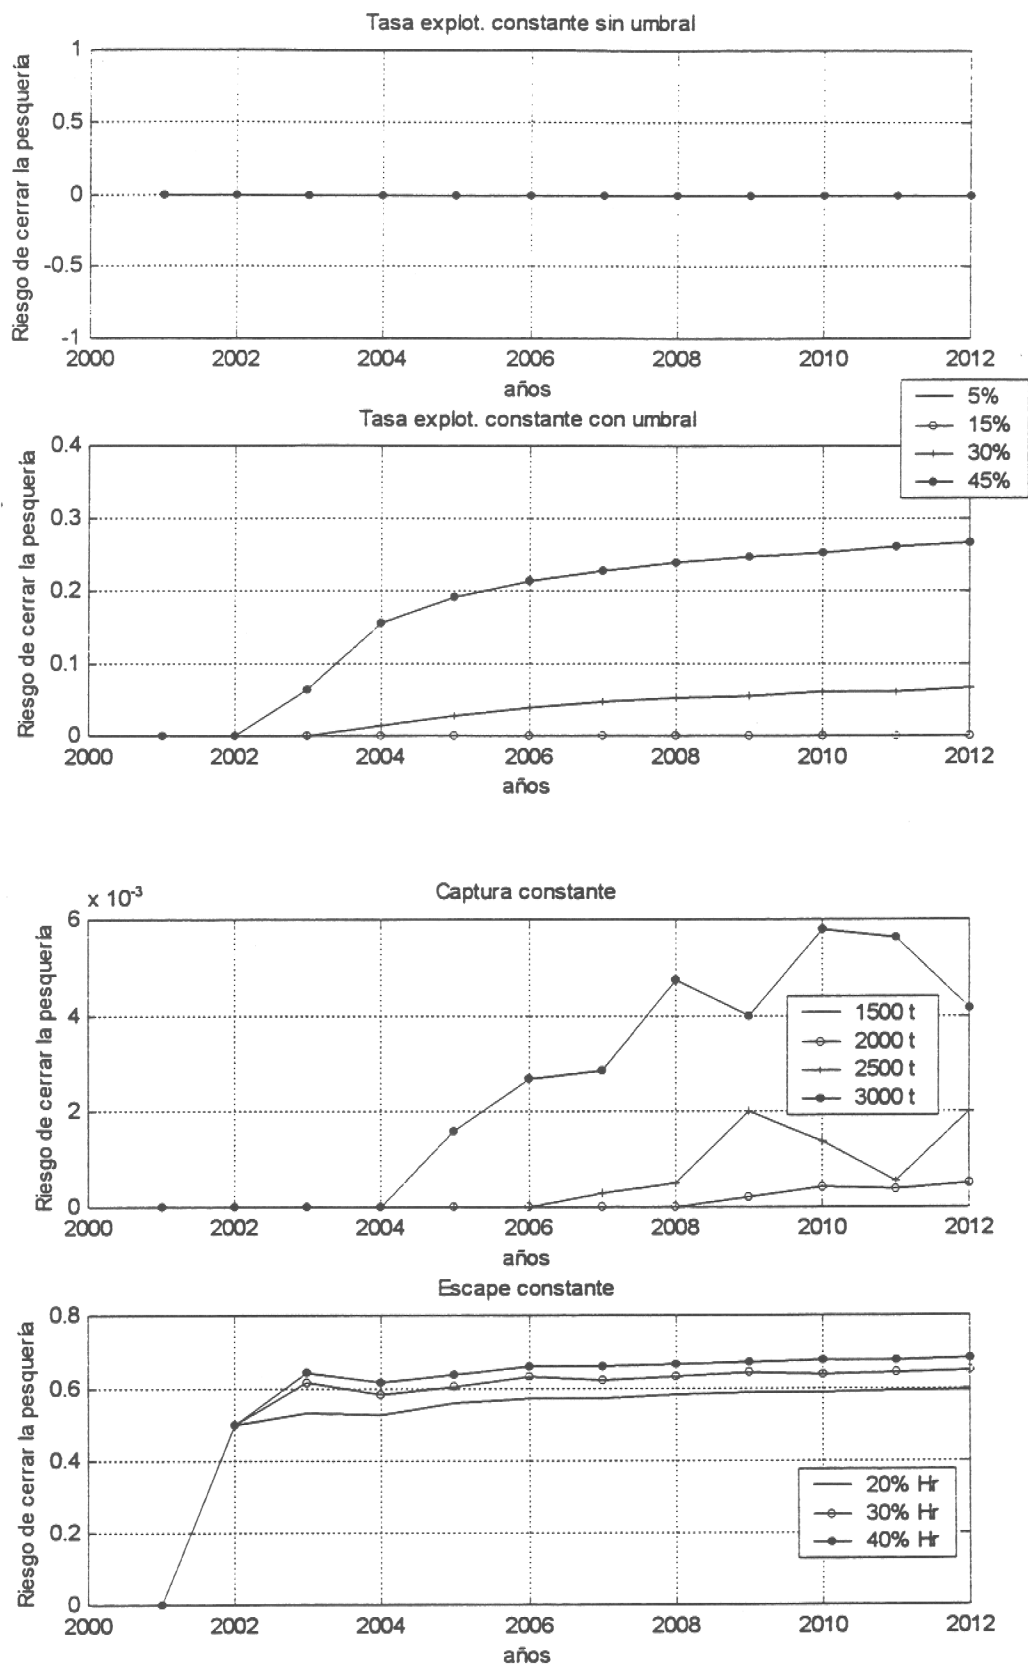 Tasa explot. constante sin umbral
Riesgo de cerrar la pesquería
1
0.5
0
-0.5
-1
2000 2002 2004 2006 2008 2010 2012
años
5%
15%
30%
45%
Tasa explot. constante con umbral
Riesgo de cerrar la pesquería
0.4
0.3
0.2
0.1
0
2000 2002 2004 2006 2008 2010 2012
años
Captura constante
x 10-3
Riesgo de cerrar la pesquería
6
4
2
0
1500 t
2000 t
2500 t
3000 t
2000 2002 2004 2006 2008 2010 2012
años
Escape constante
Riesgo de cerrar la pesquería
0.8
0.6
0.4
0.2
0
20% Hr
30% Hr
40% Hr
2000 2002 2004 2006 2008 2010 2012
años